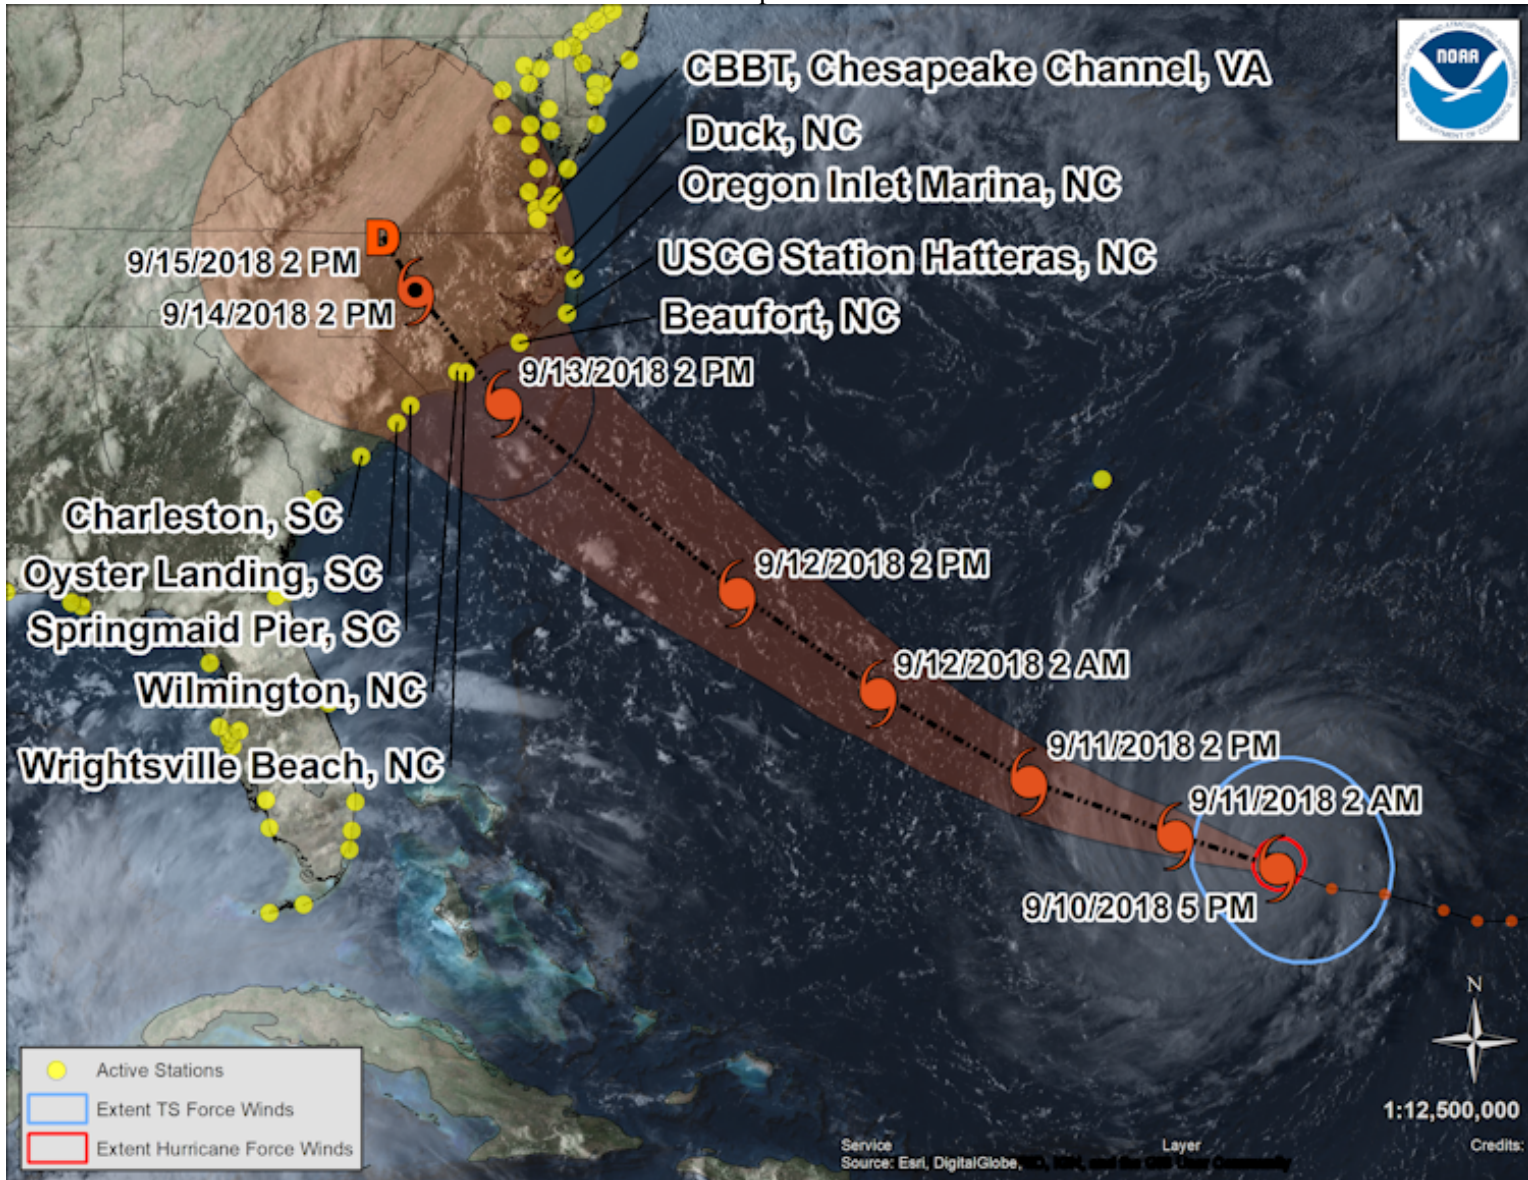 CBBT, Chesapeake Channel, VA
NOAA
Duck, NC
Oregon Inlet Marina, NC
D
9/15/2018 2 PM
USCG Station Hatteras, NC
9/14/2018 2 PM
Beaufort, NC
9/13/2018 2 PM
Charleston, SC
Oyster Landing, SC
9/12/2018 2 PM
Springmaid Pier, SC
9/12/2018 2 AM
Wilmington, NC
9/11/2018 2 PM
Wrightsville Beach, NC
9/11/2018 2 AM
9/10/2018 5 PM
N
Active Stations
Extent TS Force Winds
Extent Hurricane Force Winds
1:12,500,000
Service Layer Credits:
Source: Esri, DigitalGlobe,